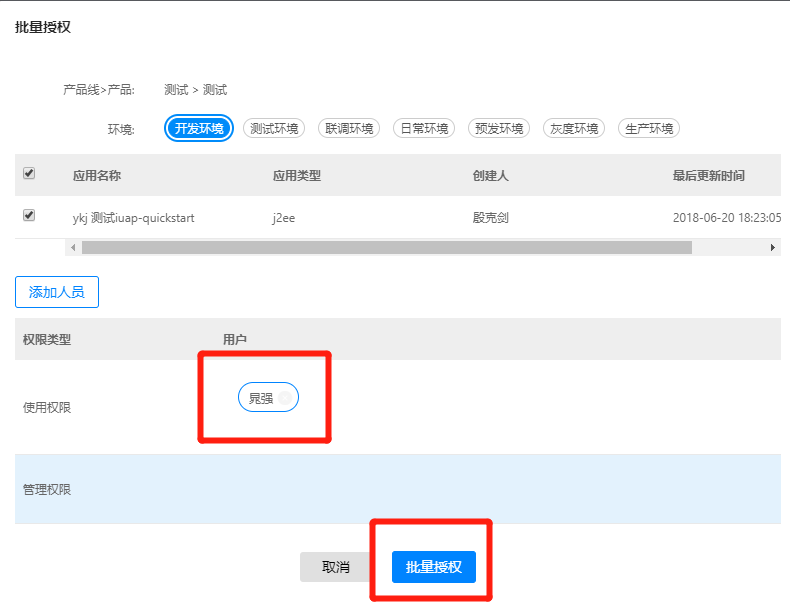 批量授权
产品线>产品: 测试 > 测试
环境: 开发环境 测试环境 联调环境 日常环境 预发环境 灰度环境 生产环境
应用名称 应用类型 创建人 最后更新时间
ykj 测试iuap-quickstart j2ee 殷克剑 2018-06-20 18:23:05
添加人员
权限类型 用户
使用权限 晁强
管理权限
取消 批量授权